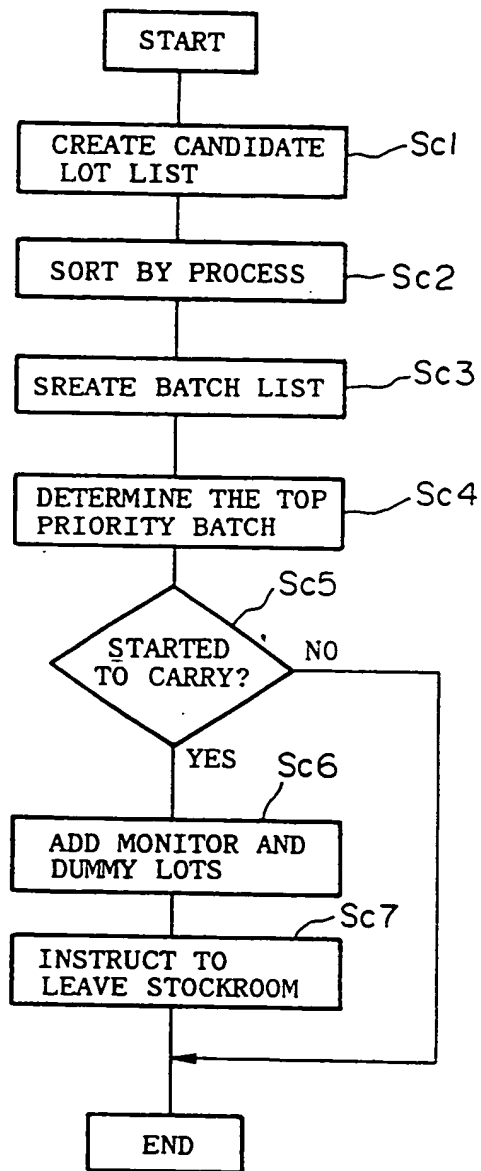 START
CREATE CANDIDATE
LOT LIST
Sc1
SORT BY PROCESS
Sc2
SREATE BATCH LIST
Sc3
DETERMINE THE TOP
PRIORITY BATCH
Sc4
Sc5
STARTED
TO CARRY?
NO
YES
Sc6
ADD MONITOR AND
DUMMY LOTS
Sc7
INSTRUCT TO
LEAVE STOCKROOM
END